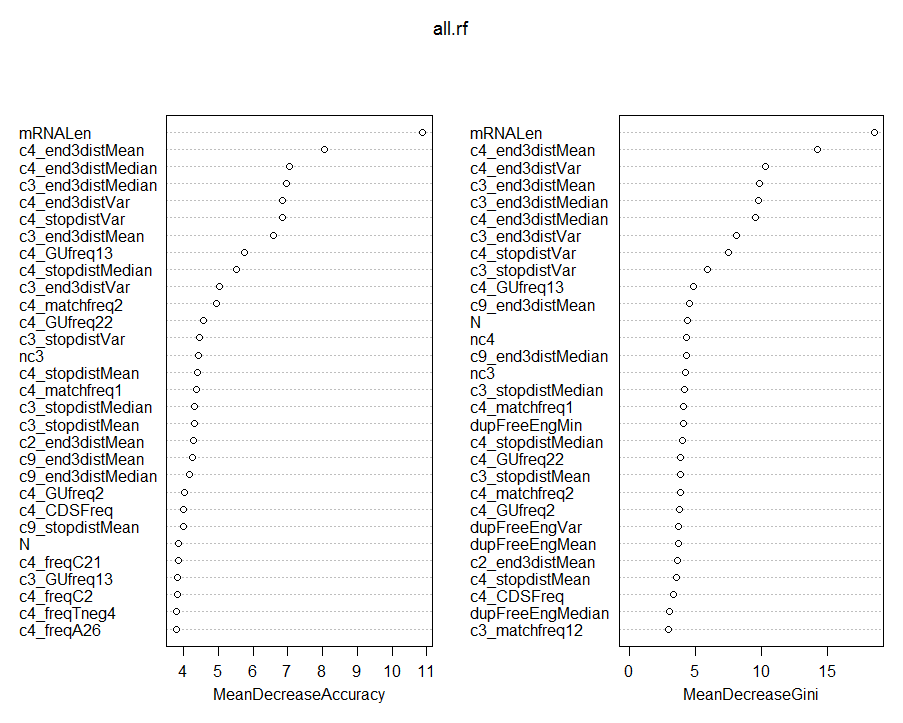 all.rf
mRNALen
c4_end3distMean
c4_end3distMedian
c3_end3distMedian
c4_end3distVar
c4_stopdistVar
c3_end3distMean
c4_GUfreq13
c4_stopdistMedian
c3_end3distVar
c4_matchfreq2
c4_GUfreq22
c3_stopdistVar
nc3
c4_stopdistMean
c4_matchfreq1
c3_stopdistMedian
c3_stopdistMean
c2_end3distMean
c9_end3distMean
c9_end3distMedian
c4_GUfreq2
c4_CDSFreq
c9_stopdistMean
N
c4_freqC21
c3_GUfreq13
c4_freqC2
c4_freqTneg4
c4_freqA26
4 5 6 7 8 9 10 11
MeanDecreaseAccuracy
mRNALen
c4_end3distMean
c4_end3distVar
c3_end3distMean
c3_end3distMedian
c4_end3distMedian
c3_end3distVar
c4_stopdistVar
c3_stopdistVar
c4_GUfreq13
c9_end3distMean
N
nc4
c9_end3distMedian
nc3
c3_stopdistMedian
c4_matchfreq1
dupFreeEngMin
c4_stopdistMedian
c4_GUfreq22
c3_stopdistMean
c4_matchfreq2
c4_GUfreq2
dupFreeEngVar
dupFreeEngMean
c2_end3distMean
c4_stopdistMean
c4_CDSFreq
dupFreeEngMedian
c3_matchfreq12
0 5 10 15
MeanDecreaseGini